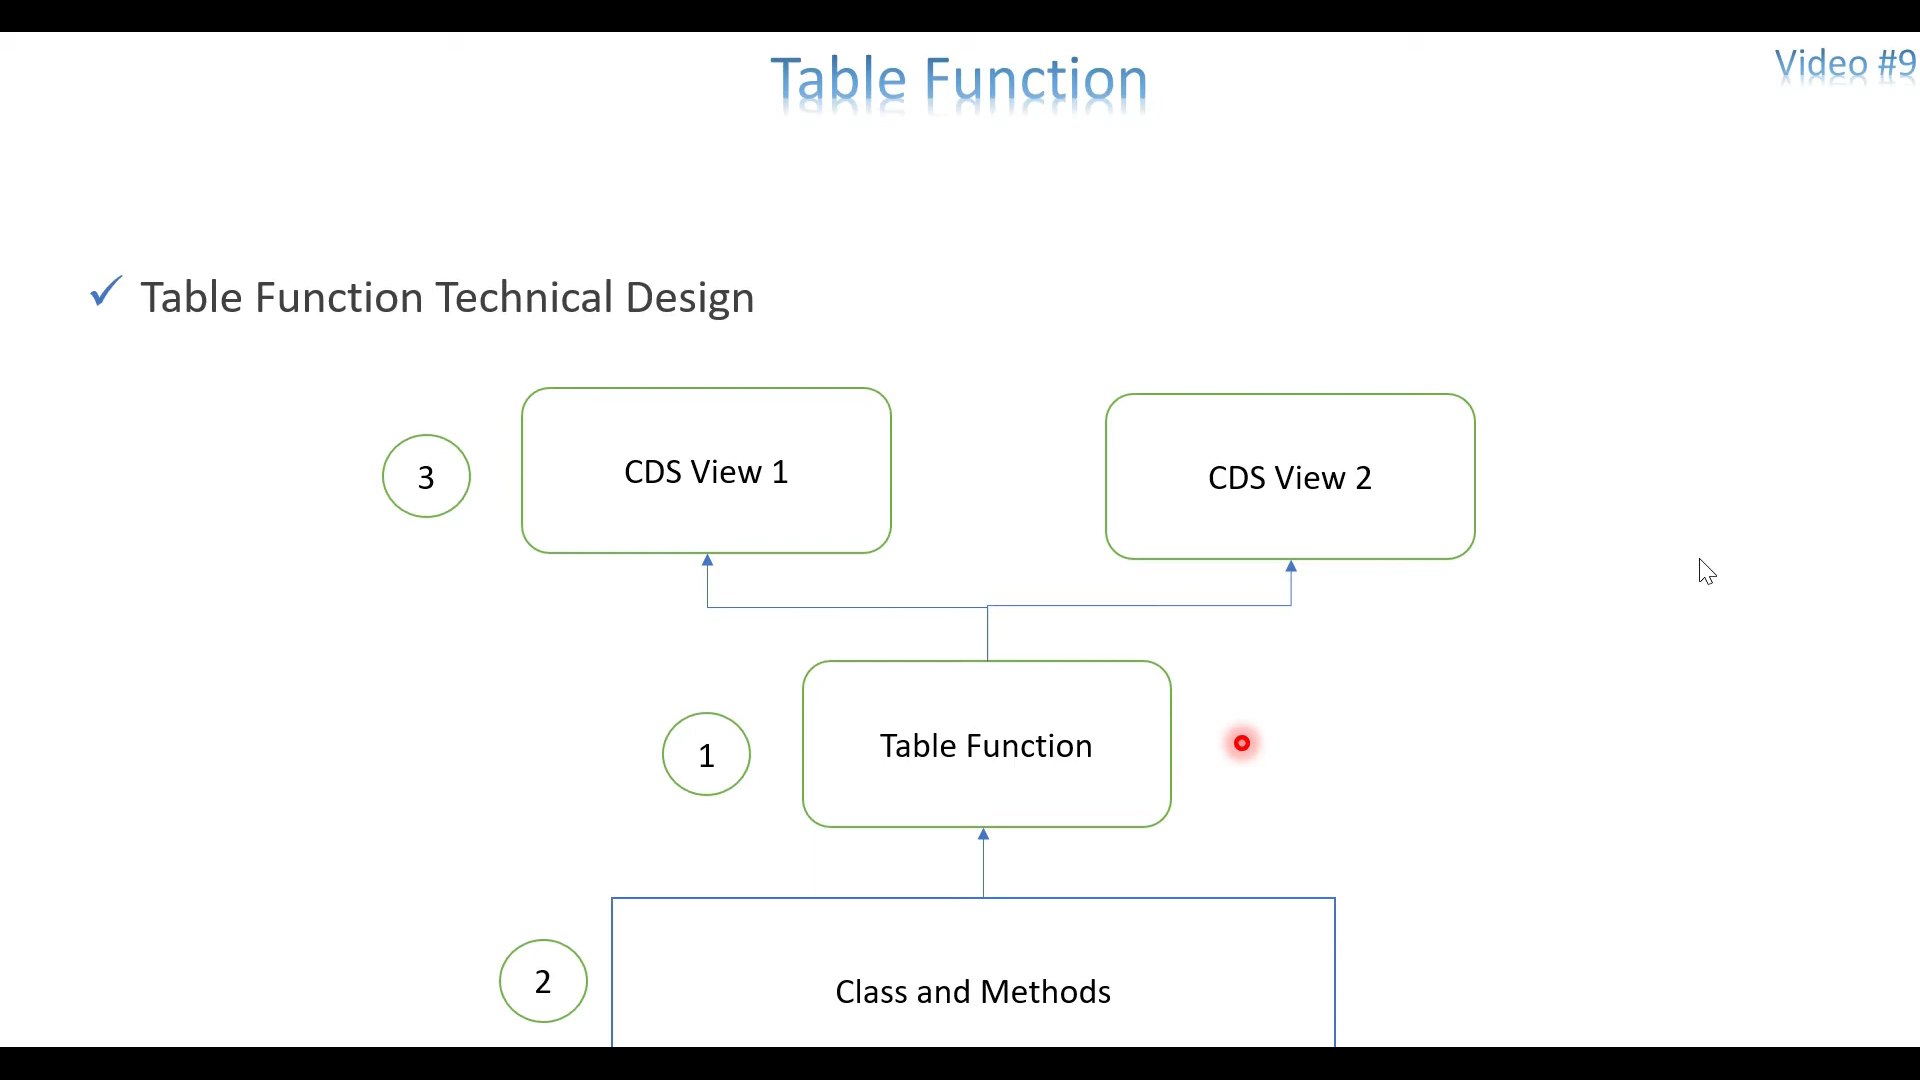 Table Function
Video #9
✓ Table Function Technical Design
3
CDS View 1
CDS View 2
1
Table Function
2
Class and Methods